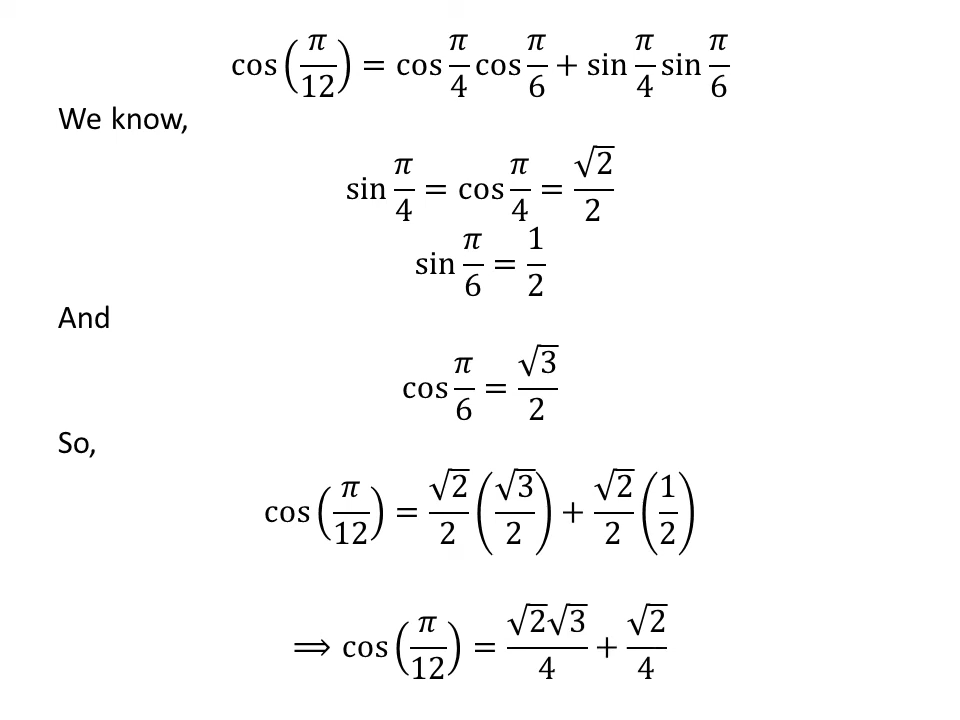 cos(π/12) = cos π/4 cos π/6 + sin π/4 sin π/6
We know,
sin π/4 = cos π/4 = √2/2
sin π/6 = 1/2
And
cos π/6 = √3/2
So,
cos(π/12) = √2/2 (√3/2) + √2/2 (1/2)
⟹ cos(π/12) = √2√3/4 + √2/4